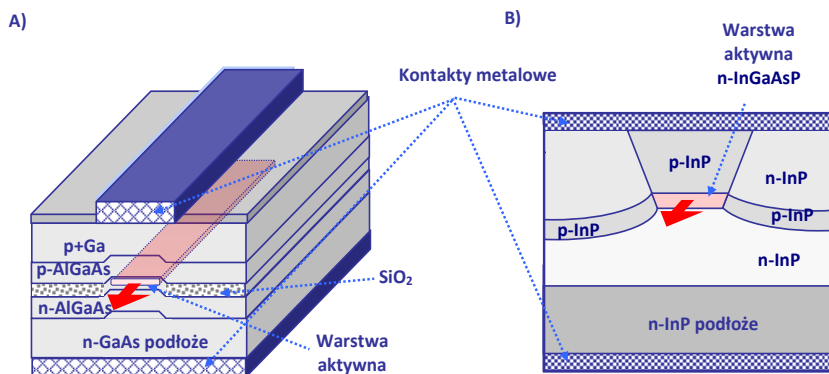 A)
B)
Warstwa
aktywna
n-InGaAsP
Kontakty metalowe
p-InP
n-InP
p-InP
p-InP
n-InP
n-InP podłoże
p+Ga
p-AlGaAs
SiO₂
n-AlGaAs
n-GaAs podłoże
Warstwa
aktywna